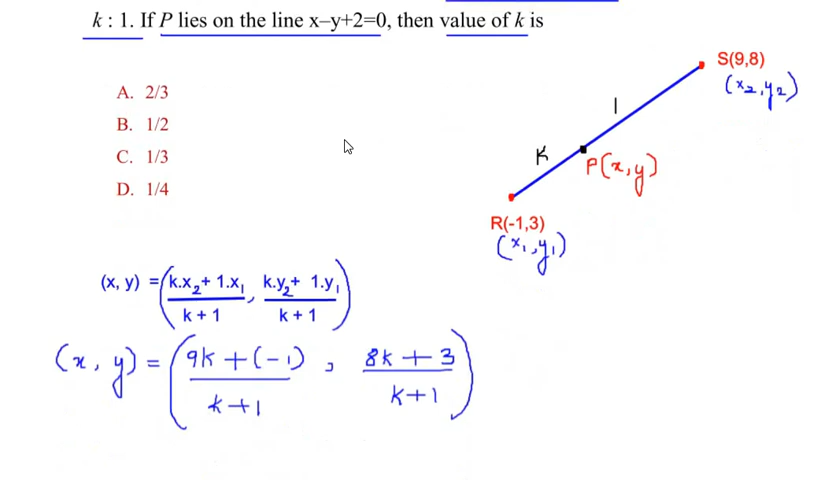 k : 1. If P lies on the line x–y+2=0, then value of k is
A. 2/3
B. 1/2
C. 1/3
D. 1/4
S(9,8)
(x₂,y₂)
1
K
P(x,y)
R(-1,3)
(x₁,y₁)
(x, y) = (k.x₂+ 1.x₁ / k + 1 , k.y₂+ 1.y₁ / k + 1)
(x, y) = (9k + (-1) / k+1 , 8k + 3 / k+1)